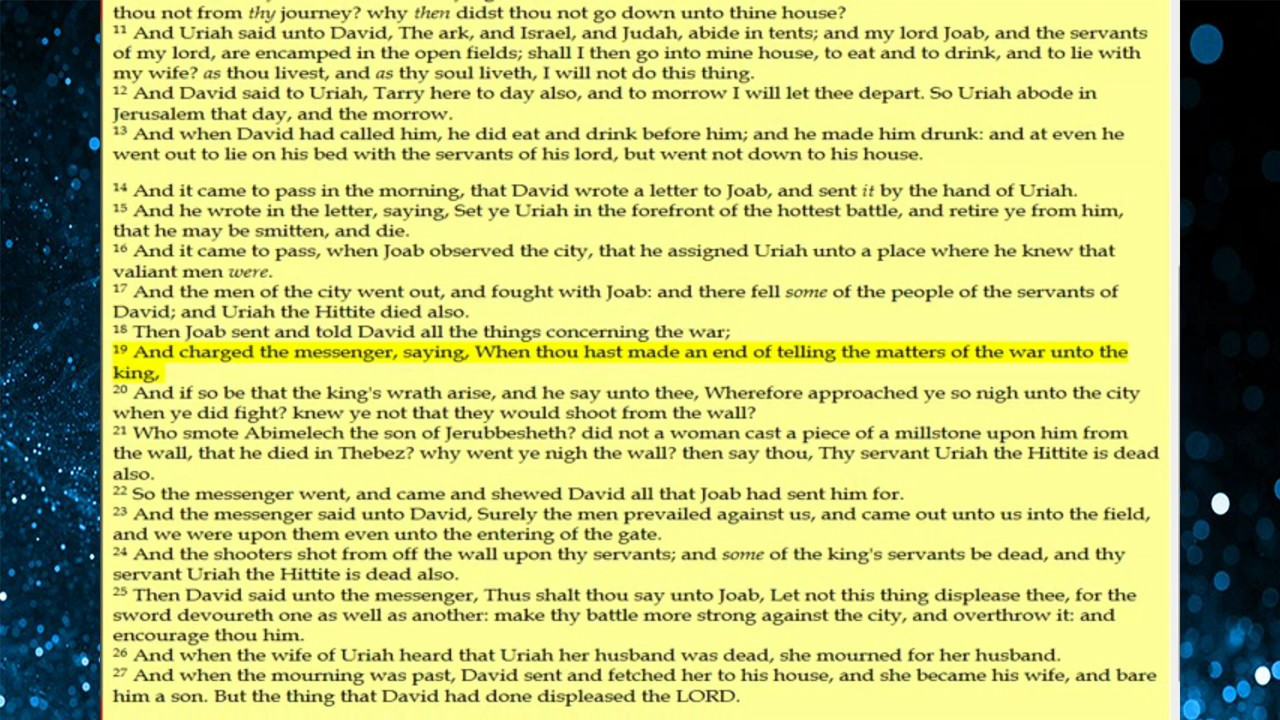 thou not from thy journey? why then didst thou not go down unto thine house?
11 And Uriah said unto David, The ark, and Israel, and Judah, abide in tents; and my lord Joab, and the servants
of my lord, are encamped in the open fields; shall I then go into mine house, to eat and to drink, and to lie with
my wife? as thou livest, and as thy soul liveth, I will not do this thing.
12 And David said to Uriah, Tarry here to day also, and to morrow I will let thee depart. So Uriah abode in
Jerusalem that day, and the morrow.
13 And when David had called him, he did eat and drink before him; and he made him drunk: and at even he
went out to lie on his bed with the servants of his lord, but went not down to his house.
14 And it came to pass in the morning, that David wrote a letter to Joab, and sent it by the hand of Uriah.
15 And he wrote in the letter, saying, Set ye Uriah in the forefront of the hottest battle, and retire ye from him,
that he may be smitten, and die.
16 And it came to pass, when Joab observed the city, that he assigned Uriah unto a place where he knew that
valiant men were.
17 And the men of the city went out, and fought with Joab: and there fell some of the people of the servants of
David; and Uriah the Hittite died also.
18 Then Joab sent and told David all the things concerning the war;
19 And charged the messenger, saying, When thou hast made an end of telling the matters of the war unto the
king,
20 And if so be that the king's wrath arise, and he say unto thee, Wherefore approached ye so nigh unto the city
when ye did fight? knew ye not that they would shoot from the wall?
21 Who smote Abimelech the son of Jerubbesheth? did not a woman cast a piece of a millstone upon him from
the wall, that he died in Thebez? why went ye nigh the wall? then say thou, Thy servant Uriah the Hittite is dead
also.
22 So the messenger went, and came and shewed David all that Joab had sent him for.
23 And the messenger said unto David, Surely the men prevailed against us, and came out unto us into the field,
and we were upon them even unto the entering of the gate.
24 And the shooters shot from off the wall upon thy servants; and some of the king's servants be dead, and thy
servant Uriah the Hittite is dead also.
25 Then David said unto the messenger, Thus shalt thou say unto Joab, Let not this thing displease thee, for the
sword devoureth one as well as another: make thy battle more strong against the city, and overthrow it: and
encourage thou him.
26 And when the wife of Uriah heard that Uriah her husband was dead, she mourned for her husband.
27 And when the mourning was past, David sent and fetched her to his house, and she became his wife, and bare
him a son. But the thing that David had done displeased the LORD.